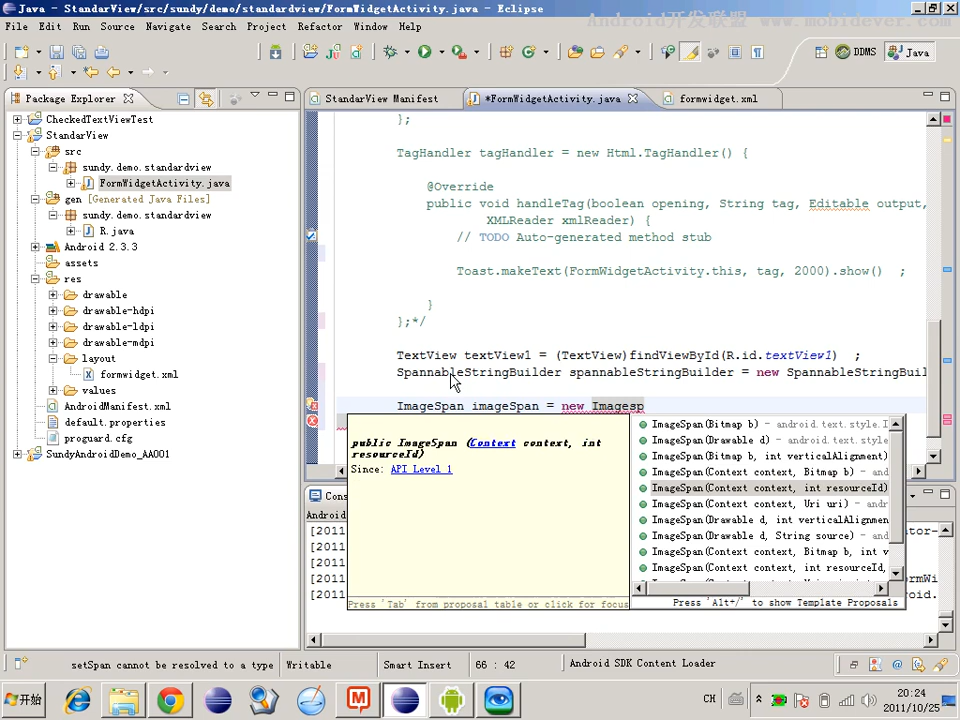 Java - StandarView/src/sundy/demo/standardview/FormWidgetActivity.java - Eclipse
Android开发联盟 www.mobidever.com
File Edit Run Source Navigate Search Project Refactor Window Help
DDMS Java
Package Explorer
StandarView Manifest *FormWidgetActivity.java formwidget.xml
CheckedTextViewTest
StandarView
src
sundy.demo.standardview
FormWidgetActivity.java
gen [Generated Java Files]
sundy.demo.standardview
R.java
Android 2.3.3
assets
res
drawable
drawable-hdpi
drawable-ldpi
drawable-mdpi
layout
formwidget.xml
values
AndroidManifest.xml
default.properties
proguard.cfg
SundyAndroidDemo_AA001
};
TagHandler tagHandler = new Html.TagHandler() {
@Override
public void handleTag(boolean opening, String tag, Editable output,
XMLReader xmlReader) {
// TODO Auto-generated method stub
Toast.makeText(FormWidgetActivity.this, tag, 2000).show() ;
}
};*/
TextView textView1 = (TextView)findViewById(R.id.textView1) ;
SpannableStringBuilder spannableStringBuilder = new SpannableStringBuil
ImageSpan imageSpan = new Imagesp
public ImageSpan (Context context, int
resourceId)
Since: API Level 1
Press 'Tab' from proposal table or click for focus
ImageSpan(Bitmap b) - android.text.style.I
ImageSpan(Drawable d) - android.text.style
ImageSpan(Bitmap b, int verticalAlignment)
ImageSpan(Context context, Bitmap b) - and
ImageSpan(Context context, int resourceId)
ImageSpan(Context context, Uri uri) - andr
ImageSpan(Drawable d, int verticalAlignmen
ImageSpan(Drawable d, String source) - and
ImageSpan(Context context, Bitmap b, int v
ImageSpan(Context context, int resourceId,
Press 'Alt+/' to show Template Proposals
Cons
Android
[2011
[2011
[2011
[2011
[2011
setSpan cannot be resolved to a type Writable Smart Insert 66 : 42 Android SDK Content Loader
开始 CH 20:24
2011/10/25